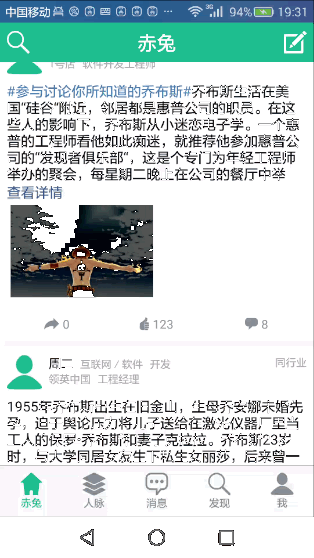 中国移动 94% 19:31
赤兔
1号店 软件开发工程师
#参与讨论你所知道的乔布斯#乔布斯生活在美
国“硅谷”附近，邻居都是惠普公司的职员。在这
些人的影响下，乔布斯从小迷恋电子学。一个惠
普的工程师看他如此痴迷，就推荐他参加惠普公
司的“发现者俱乐部”，这是个专门为年轻工程师
举办的聚会，每星期二晚上在公司的餐厅中举
查看详情
0 123 8
周二 互联网/软件 开发 同行业
领英中国 工程经理
1955年乔布斯出生在旧金山，生母乔安娜未婚先
孕，迫于舆论压力将儿子送给在激光仪器厂里当
工人的保罗·乔布斯和妻子克拉拉。乔布斯23岁
时，与大学同居女友生下私生女丽莎，后来曾一
赤兔 人脉 消息 发现 我